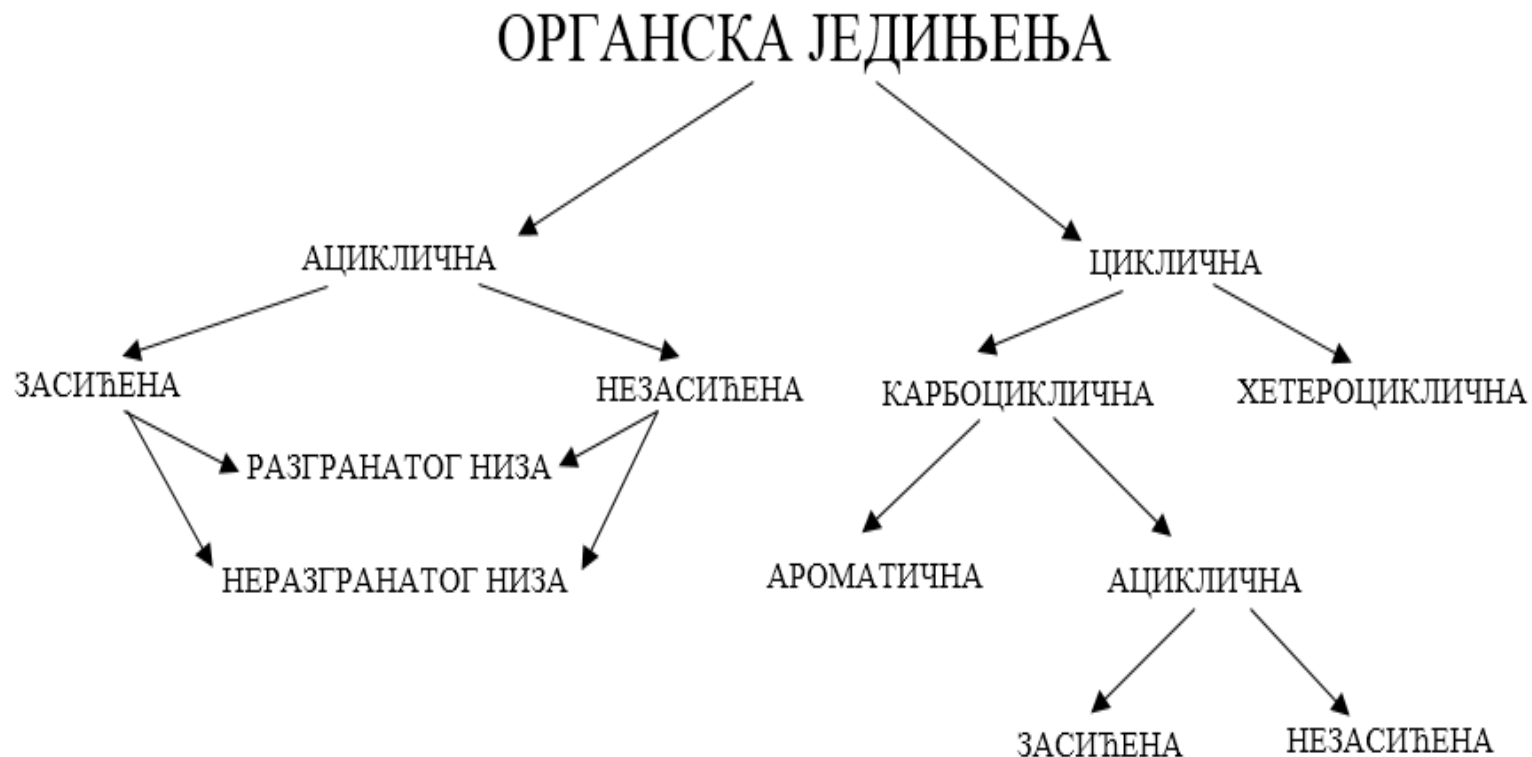 ОРГАНСКА ЈЕДИЊЕЊА
АЦИКЛИЧНА
ЦИКЛИЧНА
ЗАСИЋЕНА
НЕЗАСИЋЕНА
КАРБОЦИКЛИЧНА
ХЕТЕРОЦИКЛИЧНА
РАЗГРАНАТОГ НИЗА
НЕРАЗГРАНАТОГ НИЗА
АРОМАТИЧНА
АЦИКЛИЧНА
ЗАСИЋЕНА
НЕЗАСИЋЕНА